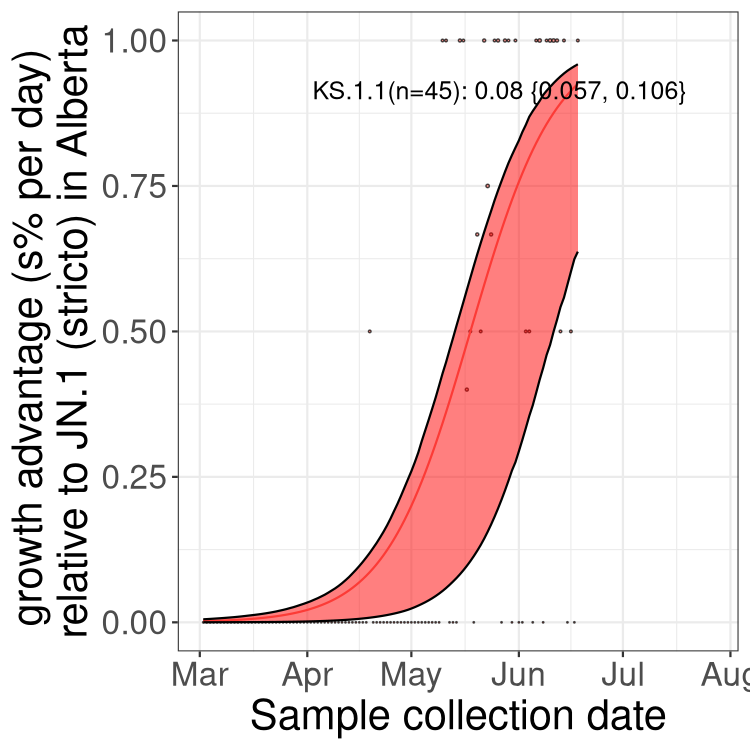 growth advantage (s% per day)
relative to JN.1 (stricto) in Alberta
1.00
0.75
0.50
0.25
0.00
KS.1.1(n=45): 0.08 {0.057, 0.106}
Mar Apr May Jun Jul Aug
Sample collection date